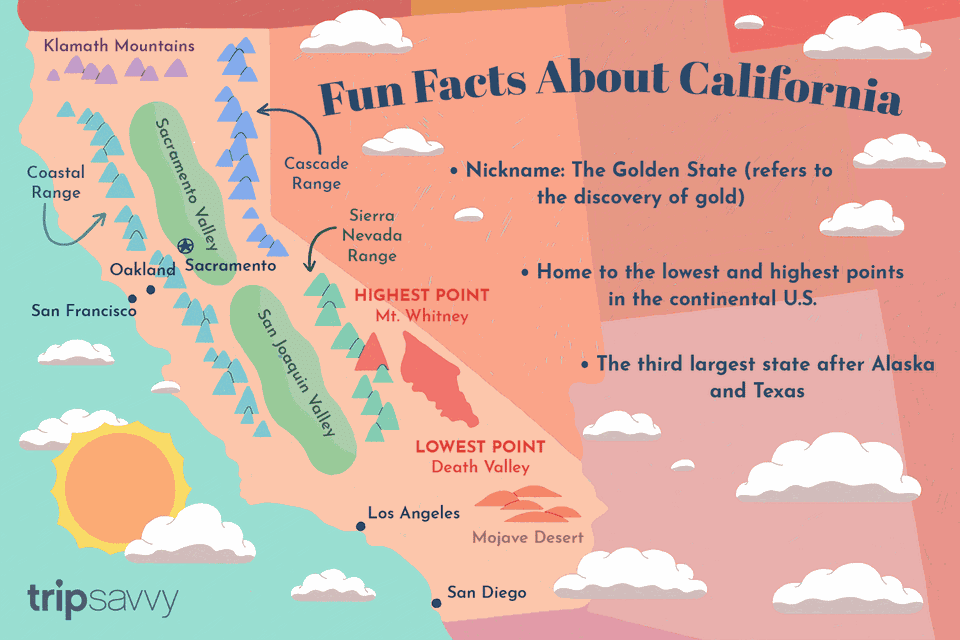 Fun Facts About California
Klamath Mountains
Cascade
Range
Coastal
Range
Sacramento Valley
Sierra
Nevada
Range
Oakland
Sacramento
San Francisco
HIGHEST POINT
Mt. Whitney
San Joaquin Valley
LOWEST POINT
Death Valley
Los Angeles
Mojave Desert
San Diego
• Nickname: The Golden State (refers to
the discovery of gold)
• Home to the lowest and highest points
in the continental U.S.
• The third largest state after Alaska
and Texas
tripsavvy